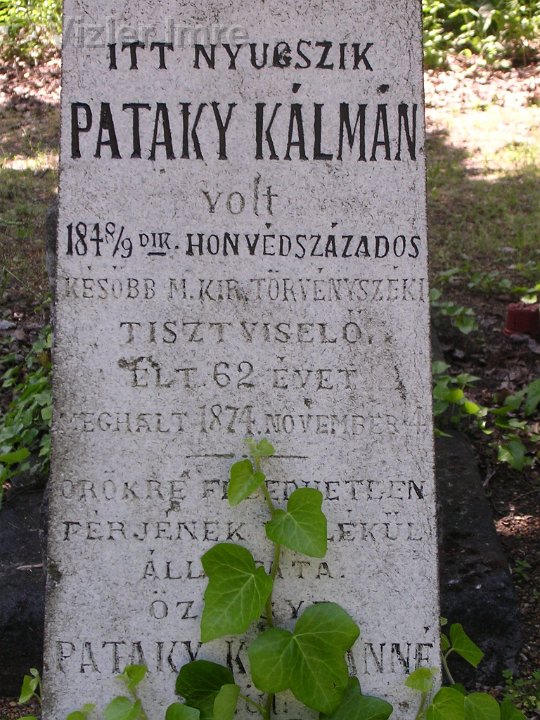 Vizler Imre
ITT NYUGSZIK
PATAKY KÁLMÁN
volt
1848/9 DIK. HONVÉDSZÁZADOS
KÉSŐBB M. KIR. TÖRVÉNYSZÉKI
TISZTVISELŐ.
ÉLT. 62 ÉVET
MEGHALT 1874. NOVEMBER 4
ÖRÖKRE
FÉRJÉNEK
PATAKY